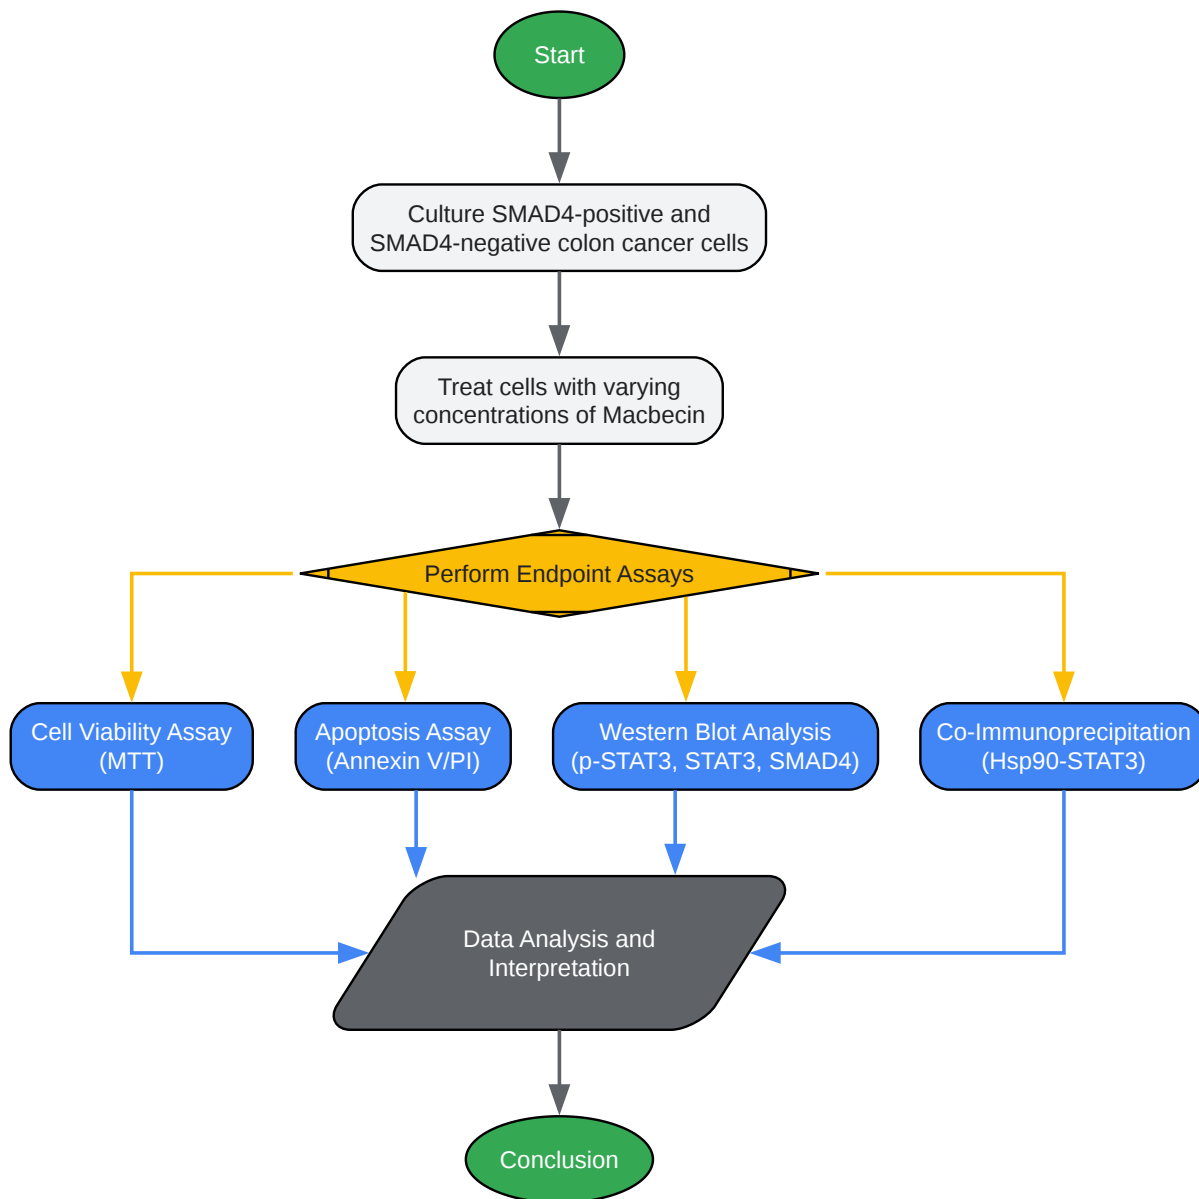 Start
Culture SMAD4-positive and
SMAD4-negative colon cancer cells
Treat cells with varying
concentrations of Macbecin
Perform Endpoint Assays
Cell Viability Assay
(MTT)
Apoptosis Assay
(Annexin V/PI)
Western Blot Analysis
(p-STAT3, STAT3, SMAD4)
Co-Immunoprecipitation
(Hsp90-STAT3)
Data Analysis and
Interpretation
Conclusion